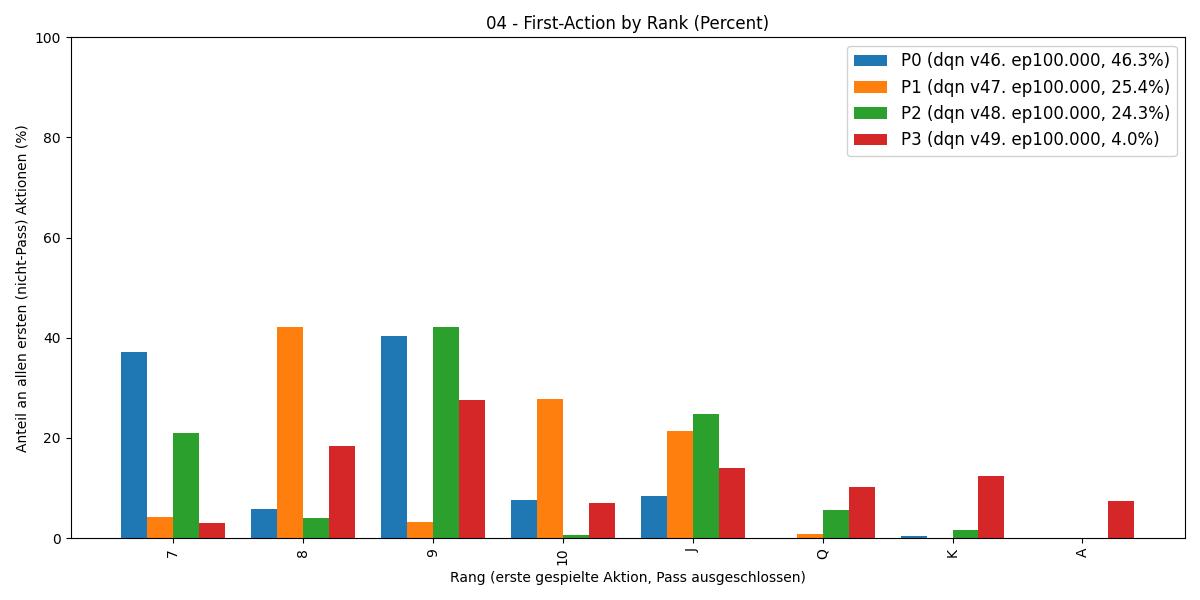 04 - First-Action by Rank (Percent)
Anteil an allen ersten (nicht-Pass) Aktionen (%)
100
80
60
40
20
0
P0 (dqn v46. ep100.000, 46.3%)
P1 (dqn v47. ep100.000, 25.4%)
P2 (dqn v48. ep100.000, 24.3%)
P3 (dqn v49. ep100.000, 4.0%)
7 8 9 10 J Q K A
Rang (erste gespielte Aktion, Pass ausgeschlossen)